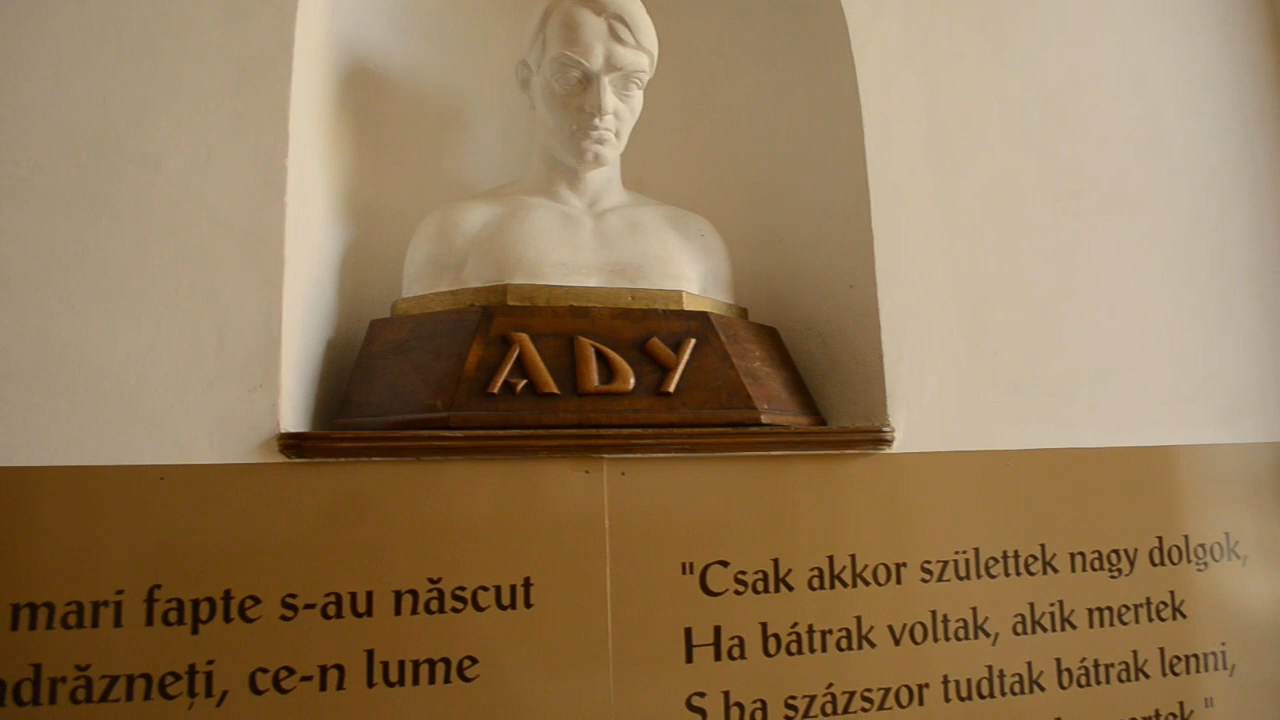 ADY
mari fapte s-au născut
ce-n lume
"Csak akkor születtek nagy dolgok,
Ha bátrak voltak, akik mertek
S ha százszor tudtak bátrak lenni,